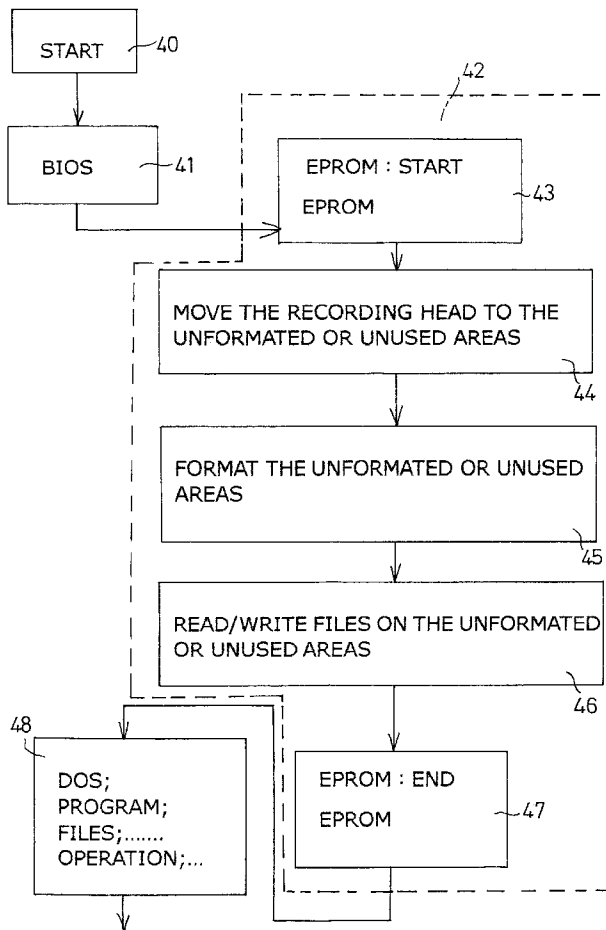 START
40
BIOS
41
42
EPROM : START
EPROM
43
MOVE THE RECORDING HEAD TO THE
UNFORMATED OR UNUSED AREAS
44
FORMAT THE UNFORMATED OR UNUSED
AREAS
45
READ/WRITE FILES ON THE UNFORMATED
OR UNUSED AREAS
46
EPROM : END
EPROM
47
48
DOS;
PROGRAM;
FILES;.......
OPERATION;...